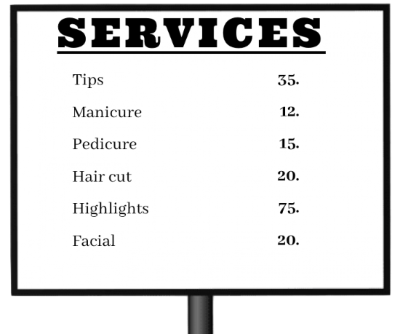 SERVICES
Tips 35.
Manicure 12.
Pedicure 15.
Hair cut 20.
Highlights 75.
Facial 20.